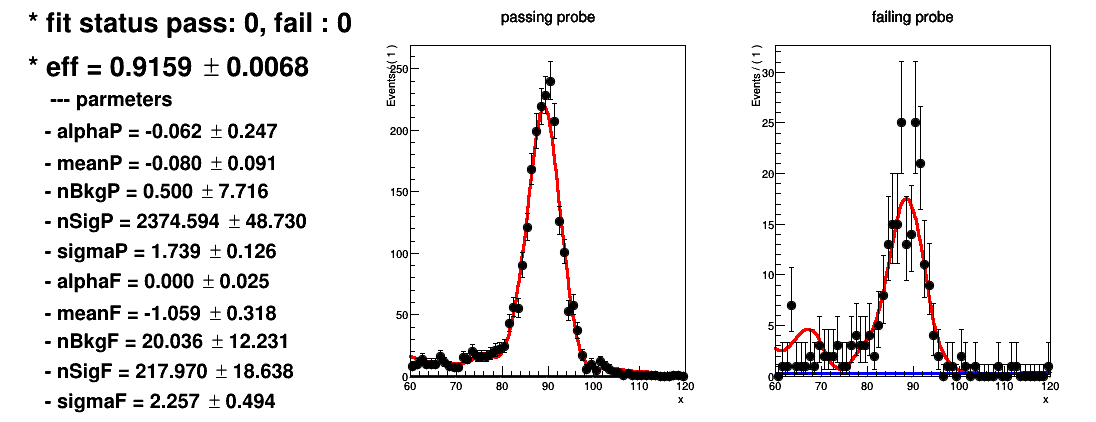 * fit status pass: 0, fail : 0
* eff = 0.9159 ± 0.0068
--- parmeters
- alphaP = -0.062 ± 0.247
- meanP = -0.080 ± 0.091
- nBkgP = 0.500 ± 7.716
- nSigP = 2374.594 ± 48.730
- sigmaP = 1.739 ± 0.126
- alphaF = 0.000 ± 0.025
- meanF = -1.059 ± 0.318
- nBkgF = 20.036 ± 12.231
- nSigF = 217.970 ± 18.638
- sigmaF = 2.257 ± 0.494
passing probe
Events / ( 1 )
250
200
150
100
50
0
60 70 80 90 100 110 120
x
failing probe
Events / ( 1 )
30
25
20
15
10
5
0
60 70 80 90 100 110 120
x